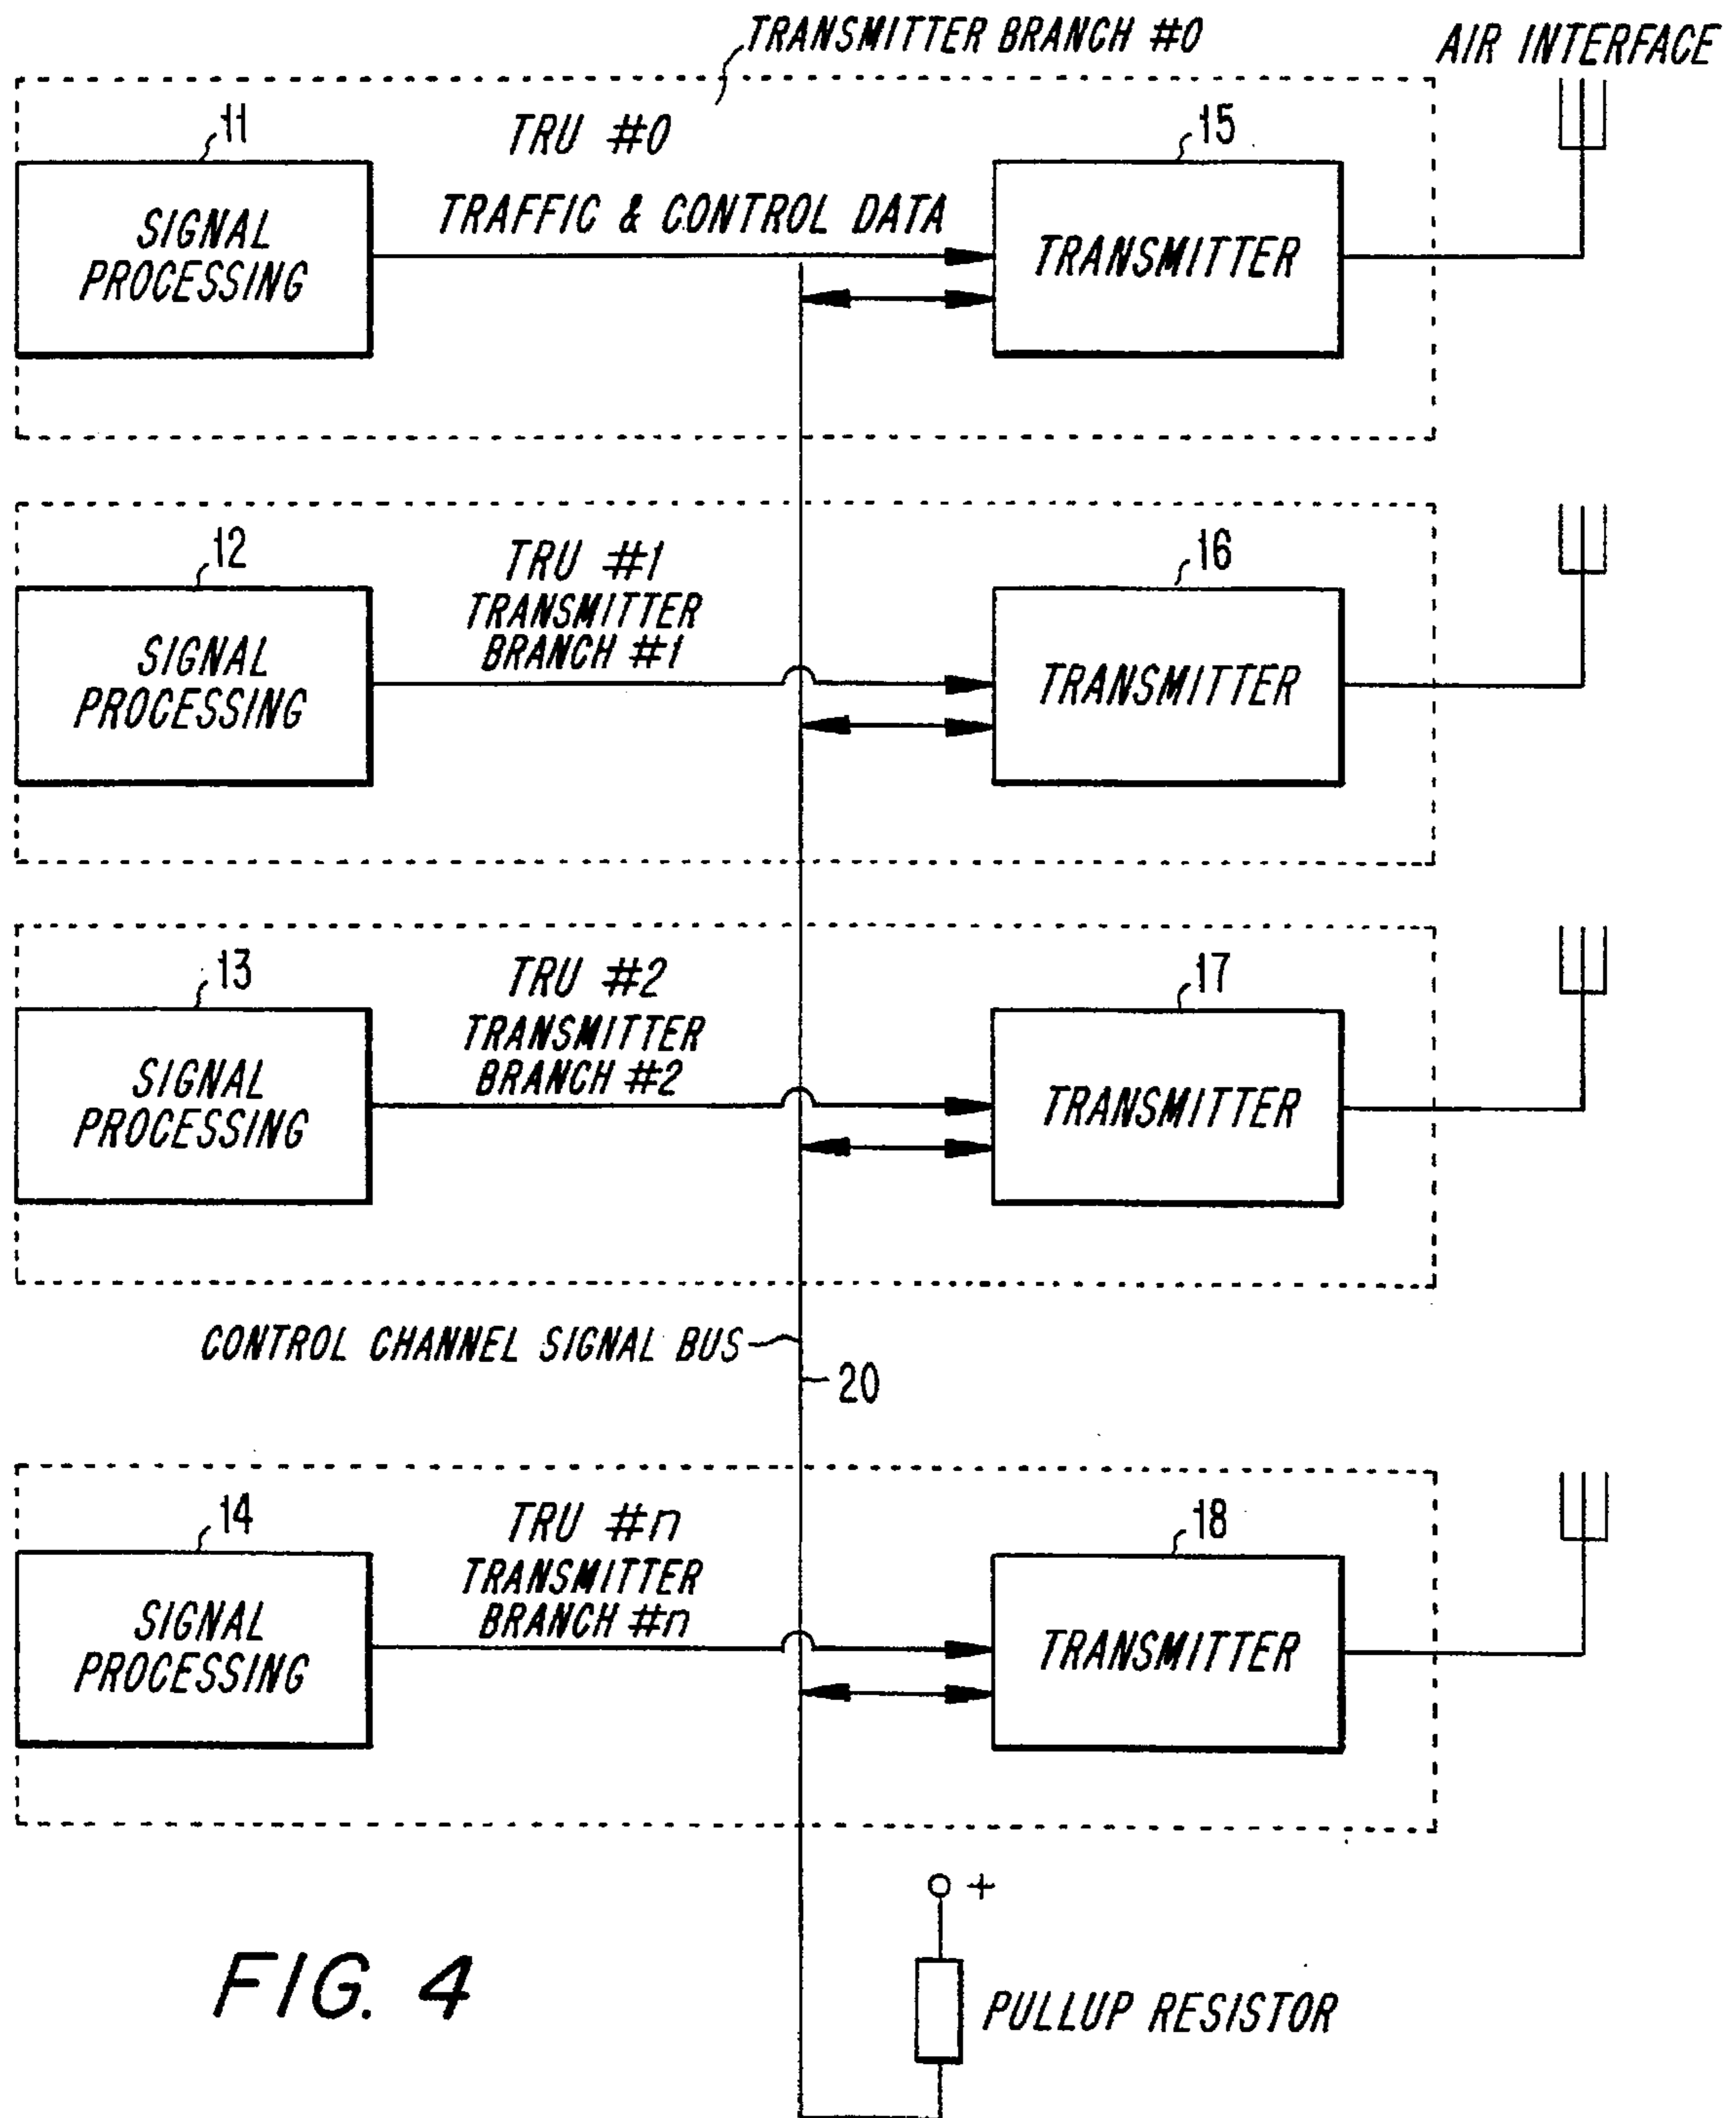 TRANSMITTER BRANCH #0
AIR INTERFACE
11
TRU #0
15
SIGNAL
PROCESSING
TRAFFIC & CONTROL DATA
TRANSMITTER
12
TRU #1
TRANSMITTER
BRANCH #1
16
SIGNAL
PROCESSING
TRANSMITTER
13
TRU #2
TRANSMITTER
BRANCH #2
17
SIGNAL
PROCESSING
TRANSMITTER
CONTROL CHANNEL SIGNAL BUS
20
14
TRU #n
TRANSMITTER
BRANCH #n
18
SIGNAL
PROCESSING
TRANSMITTER
+
PULLUP RESISTOR
FIG. 4